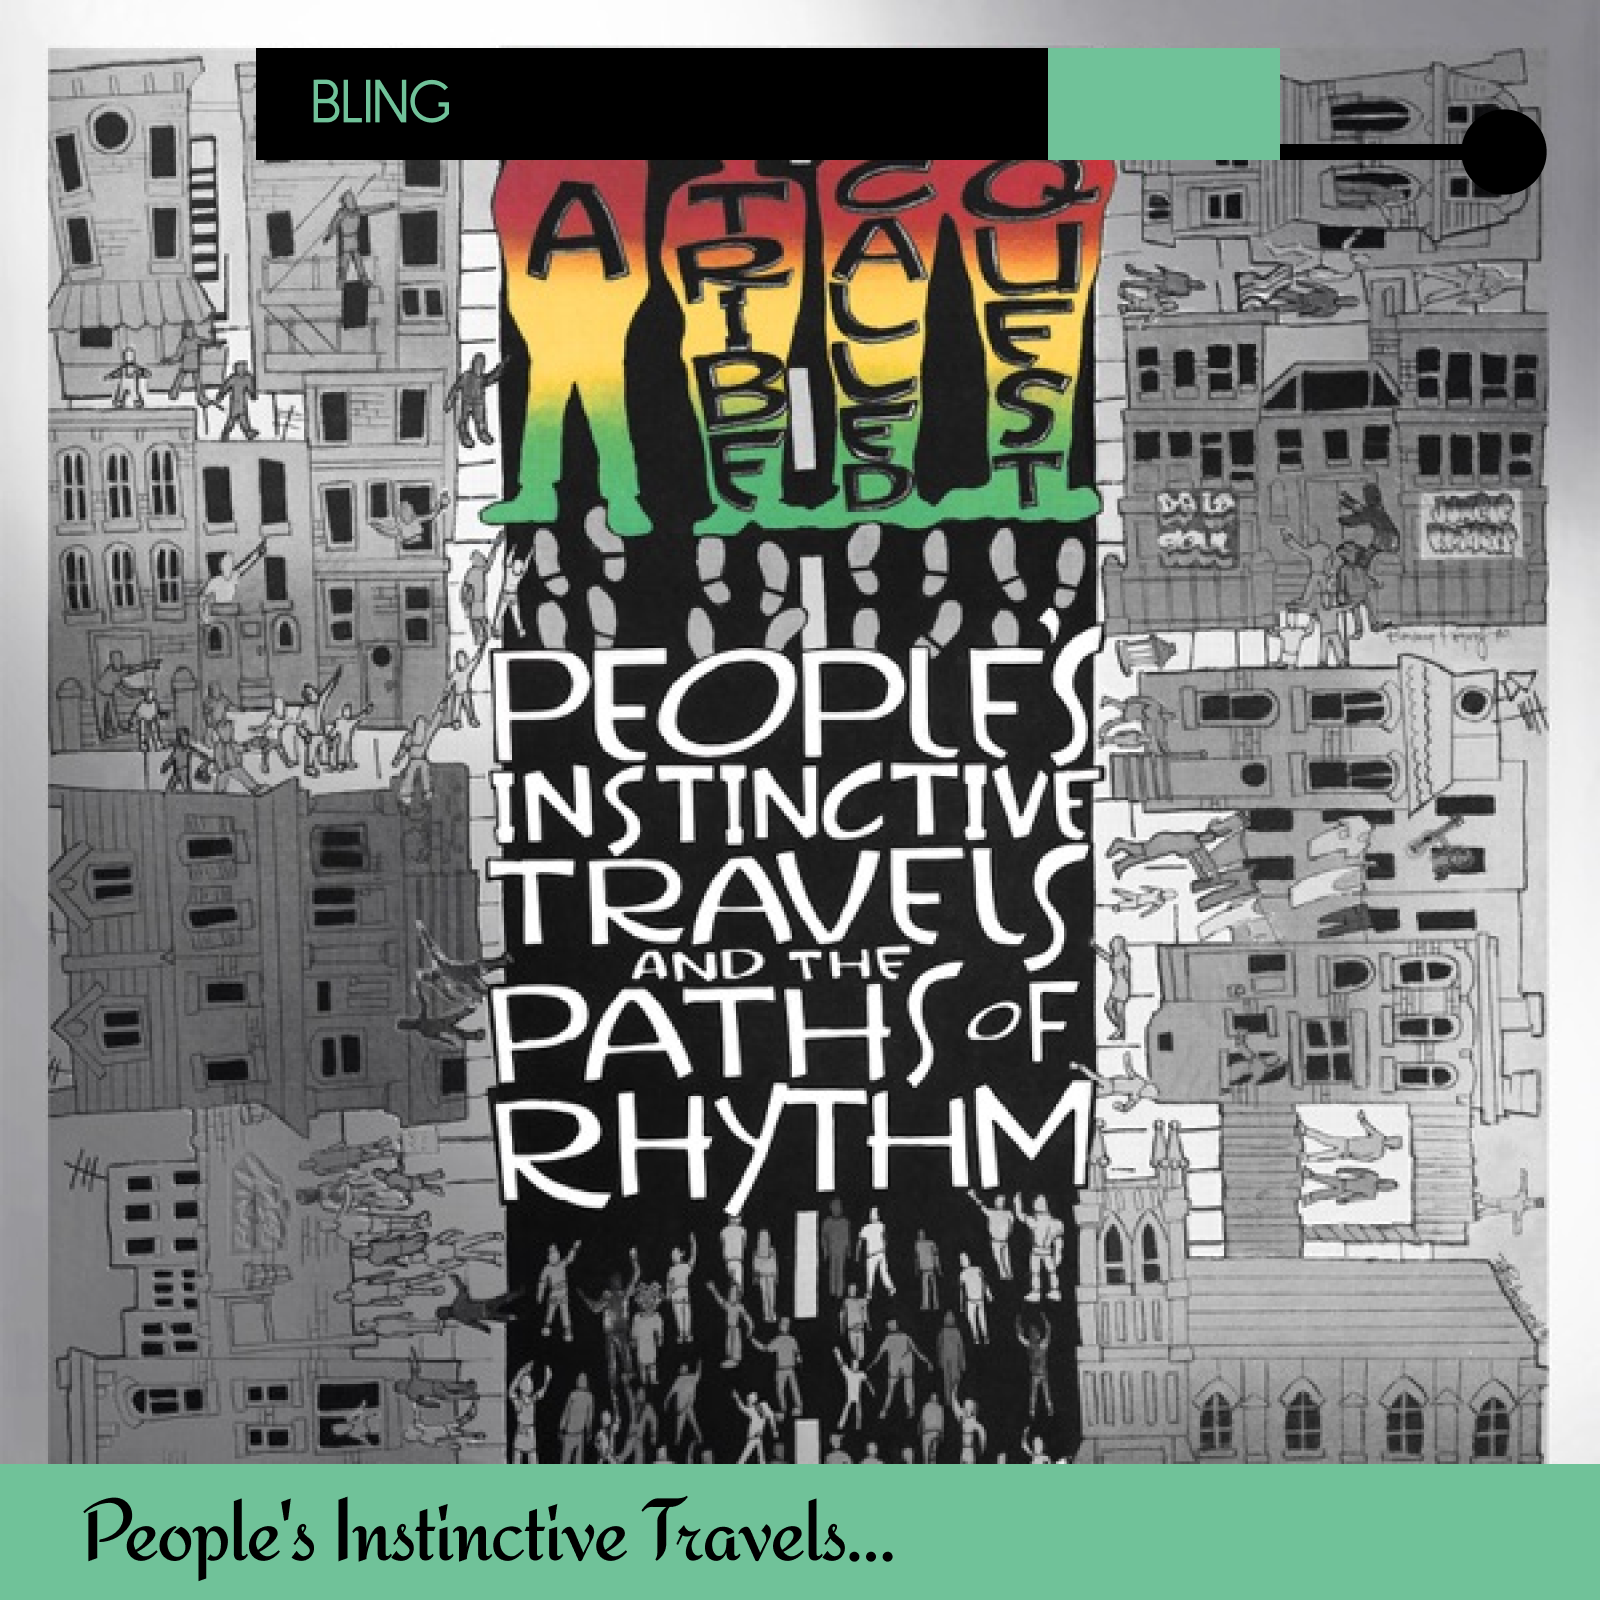 BLING
A TRIBE CALLED QUEST
PEOPLE'S
INSTINCTIVE
TRAVELS
AND THE
PATHS OF
RHYTHM
People's Instinctive Travels...